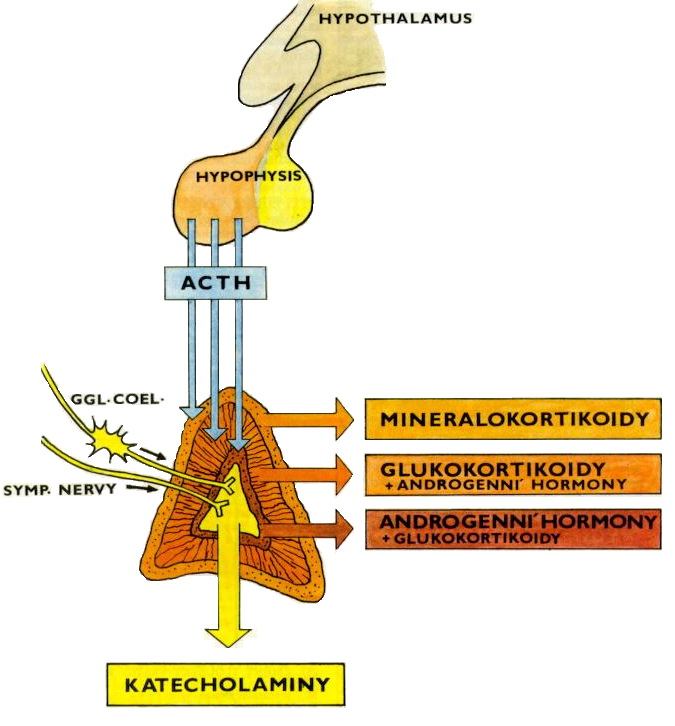 HYPOTHALAMUS
HYPOPHYSIS
ACTH
GGL·COEL·
SYMP. NERVY
MINERALOKORTIKOIDY
GLUKOKORTIKOIDY
+ANDROGENNÍ HORMONY
ANDROGENNÍ HORMONY
+GLUKOKORTIKOIDY
KATECHOLAMINY